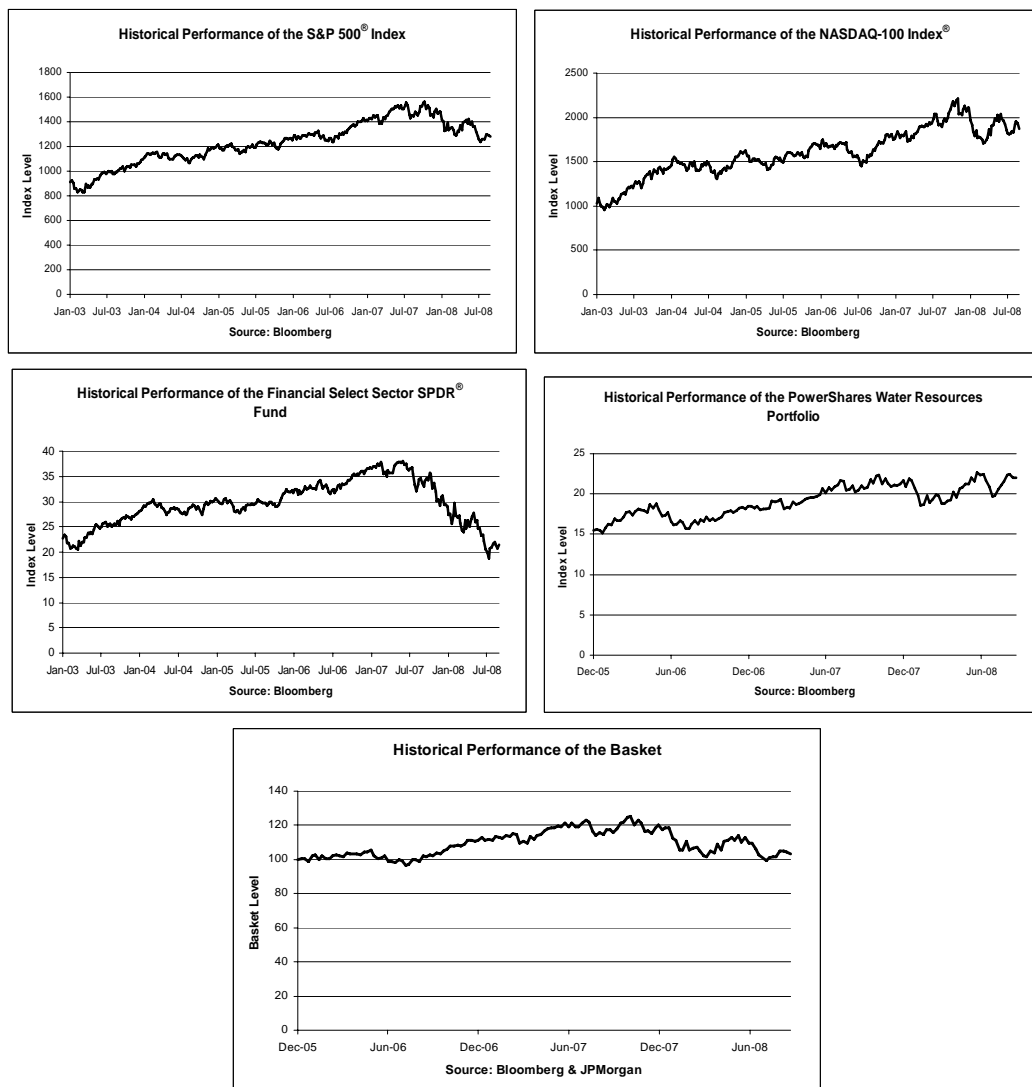 Historical Performance of the S&P 500® Index
1800
1600
1400
1200
1000
800
600
400
200
0
Index Level
Jan-03 Jul-03 Jan-04 Jul-04 Jan-05 Jul-05 Jan-06 Jul-06 Jan-07 Jul-07 Jan-08 Jul-08
Source: Bloomberg
Historical Performance of the NASDAQ-100 Index®
2500
2000
1500
1000
500
0
Index Level
Jan-03 Jul-03 Jan-04 Jul-04 Jan-05 Jul-05 Jan-06 Jul-06 Jan-07 Jul-07 Jan-08 Jul-08
Source: Bloomberg
Historical Performance of the Financial Select Sector SPDR®
Fund
40
35
30
25
20
15
10
5
0
Index Level
Jan-03 Jul-03 Jan-04 Jul-04 Jan-05 Jul-05 Jan-06 Jul-06 Jan-07 Jul-07 Jan-08 Jul-08
Source: Bloomberg
Historical Performance of the PowerShares Water Resources
Portfolio
25
20
15
10
5
0
Index Level
Dec-05 Jun-06 Dec-06 Jun-07 Dec-07 Jun-08
Source: Bloomberg
Historical Performance of the Basket
140
120
100
80
60
40
20
0
Basket Level
Dec-05 Jun-06 Dec-06 Jun-07 Dec-07 Jun-08
Source: Bloomberg & JPMorgan